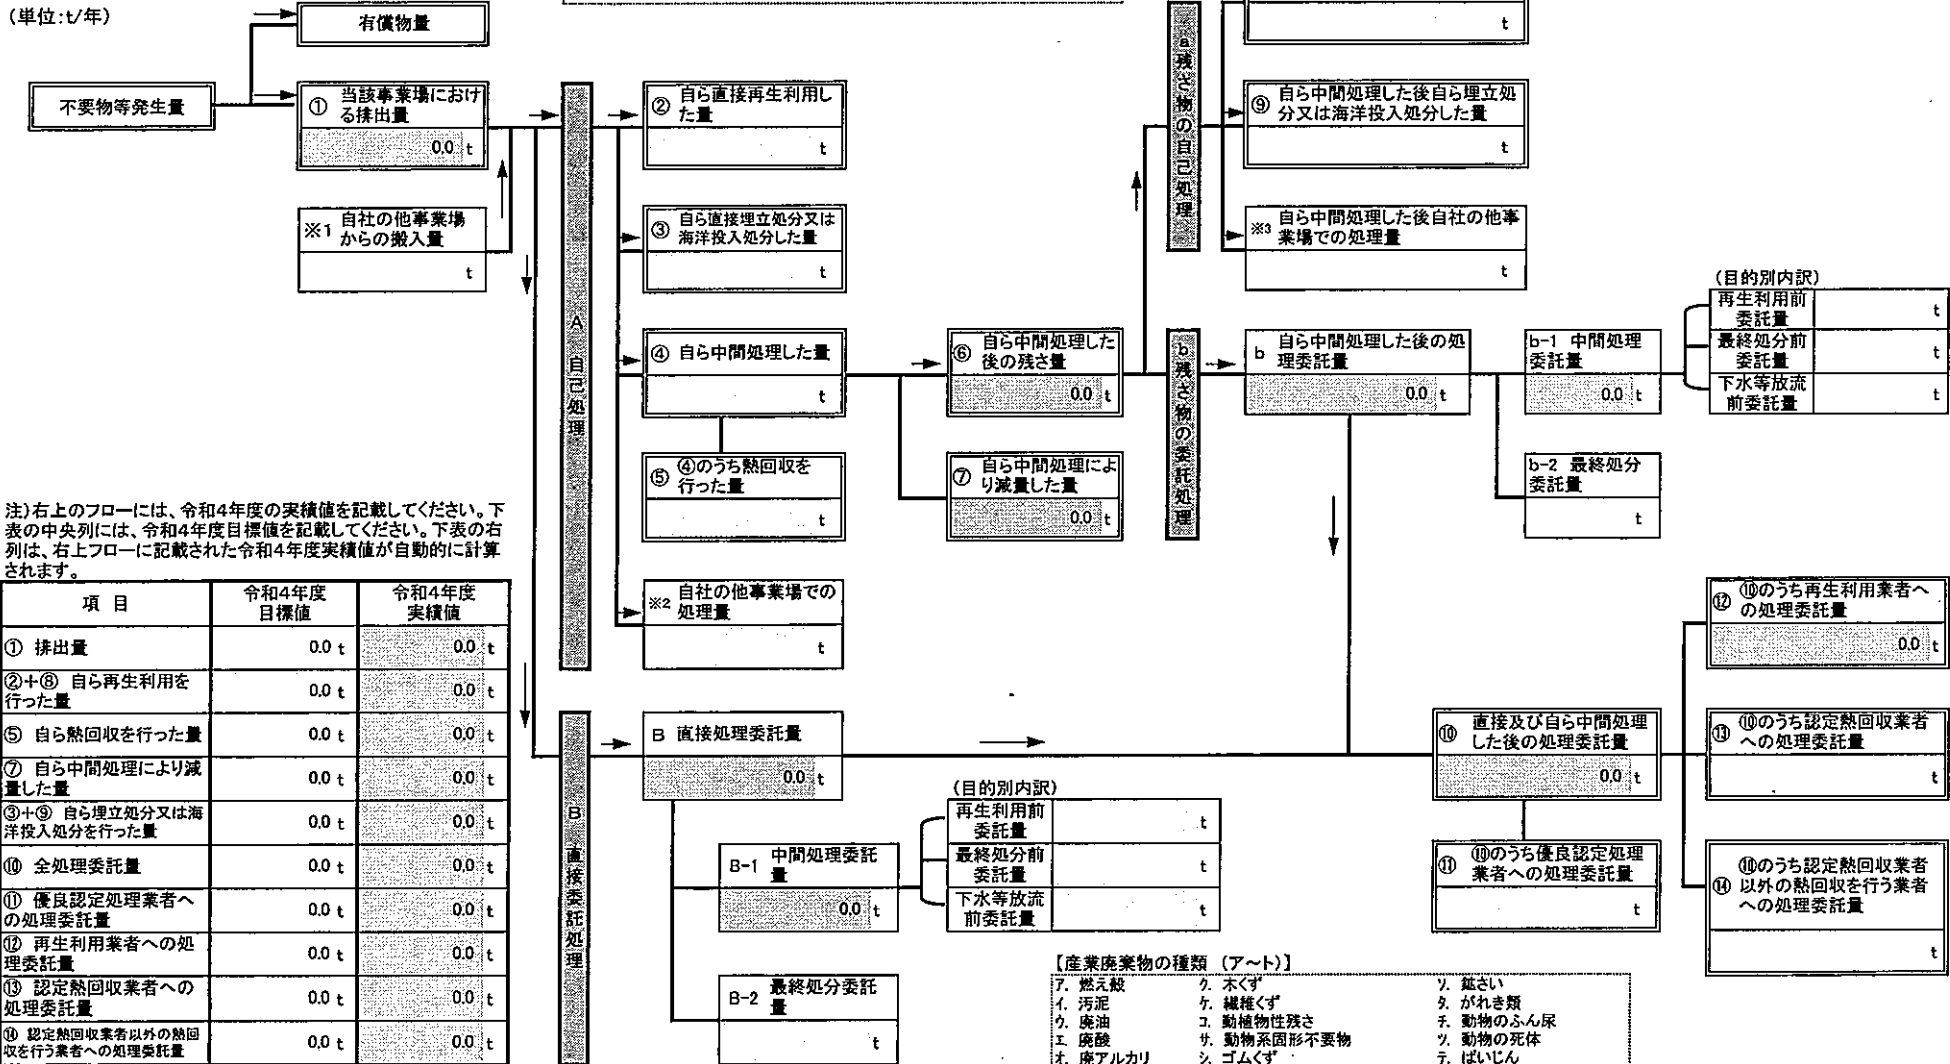 (単位:t/年)
有償物量
不要物等発生量
① 当該事業場におけ
る排出量
0.0 t
※1 自社の他事業場
からの搬入量
t
A 自己処理
② 自ら直接再生利用し
た量
t
③ 自ら直接埋立処分又は
海洋投入処分した量
t
④ 自ら中間処理した量
t
⑤ ④のうち熱回収を
行った量
t
※2 自社の他事業場での
処理量
t
⑥ 自ら中間処理した
後の残さ量
0.0 t
⑦ 自ら中間処理によ
り減量した量
0.0 t
a残さ物の自己処理
t
⑨ 自ら中間処理した後自ら埋立処
分又は海洋投入処分した量
t
※3 自ら中間処理した後自社の他事
業場での処理量
t
b残さ物の委託処理
b 自ら中間処理した後の処
理委託量
0.0 t
b-1 中間処理
委託量
0.0 t
(目的別内訳)
再生利用前
委託量 t
最終処分前
委託量 t
下水等放流
前委託量 t
b-2 最終処分
委託量
t
注)右上のフローには、令和4年度の実績値を記載してください。下
表の中央列には、令和4年度目標値を記載してください。下表の右
列は、右上フローに記載された令和4年度実績値が自動的に計算
されます。
項 目 令和4年度
目標値 令和4年度
実績値
① 排出量 0.0 t 0.0 t
②+⑧ 自ら再生利用を
行った量 0.0 t 0.0 t
⑤ 自ら熱回収を行った量 0.0 t 0.0 t
⑦ 自ら中間処理により減
量した量 0.0 t 0.0 t
③+⑨ 自ら埋立処分又は海
洋投入処分を行った量 0.0 t 0.0 t
⑩ 全処理委託量 0.0 t 0.0 t
⑪ 優良認定処理業者へ
の処理委託量 0.0 t 0.0 t
⑫ 再生利用業者への処
理委託量 0.0 t 0.0 t
⑬ 認定熱回収業者への
処理委託量 0.0 t 0.0 t
⑭ 認定熱回収業者以外の熱回
収を行う業者への処理委託量 0.0 t 0.0 t
B 直接委託処理
B 直接処理委託量
0.0 t
B-1 中間処理委託
量
0.0 t
(目的別内訳)
再生利用前
委託量 t
最終処分前
委託量 t
下水等放流
前委託量 t
B-2 最終処分委託
量
t
⑩ 直接及び自ら中間処理
した後の処理委託量
0.0 t
⑪ ⑩のうち優良認定処理
業者への処理委託量
t
⑫ ⑩のうち再生利用業者へ
の処理委託量
0.0 t
⑬ ⑩のうち認定熱回収業者
への処理委託量
t
⑭ ⑩のうち認定熱回収業者
以外の熱回収を行う業者
への処理委託量
t
【産業廃棄物の種類 (ア~ト)】
ア. 燃え殻 ク. 木くず ソ. 鉱さい
イ. 汚泥 ケ. 繊維くず タ. がれき類
ウ. 廃油 コ. 動植物性残さ チ. 動物のふん尿
エ. 廃酸 サ. 動物系固形不要物 ツ. 動物の死体
オ. 廃アルカリ シ. ゴムくず テ. ばいじん